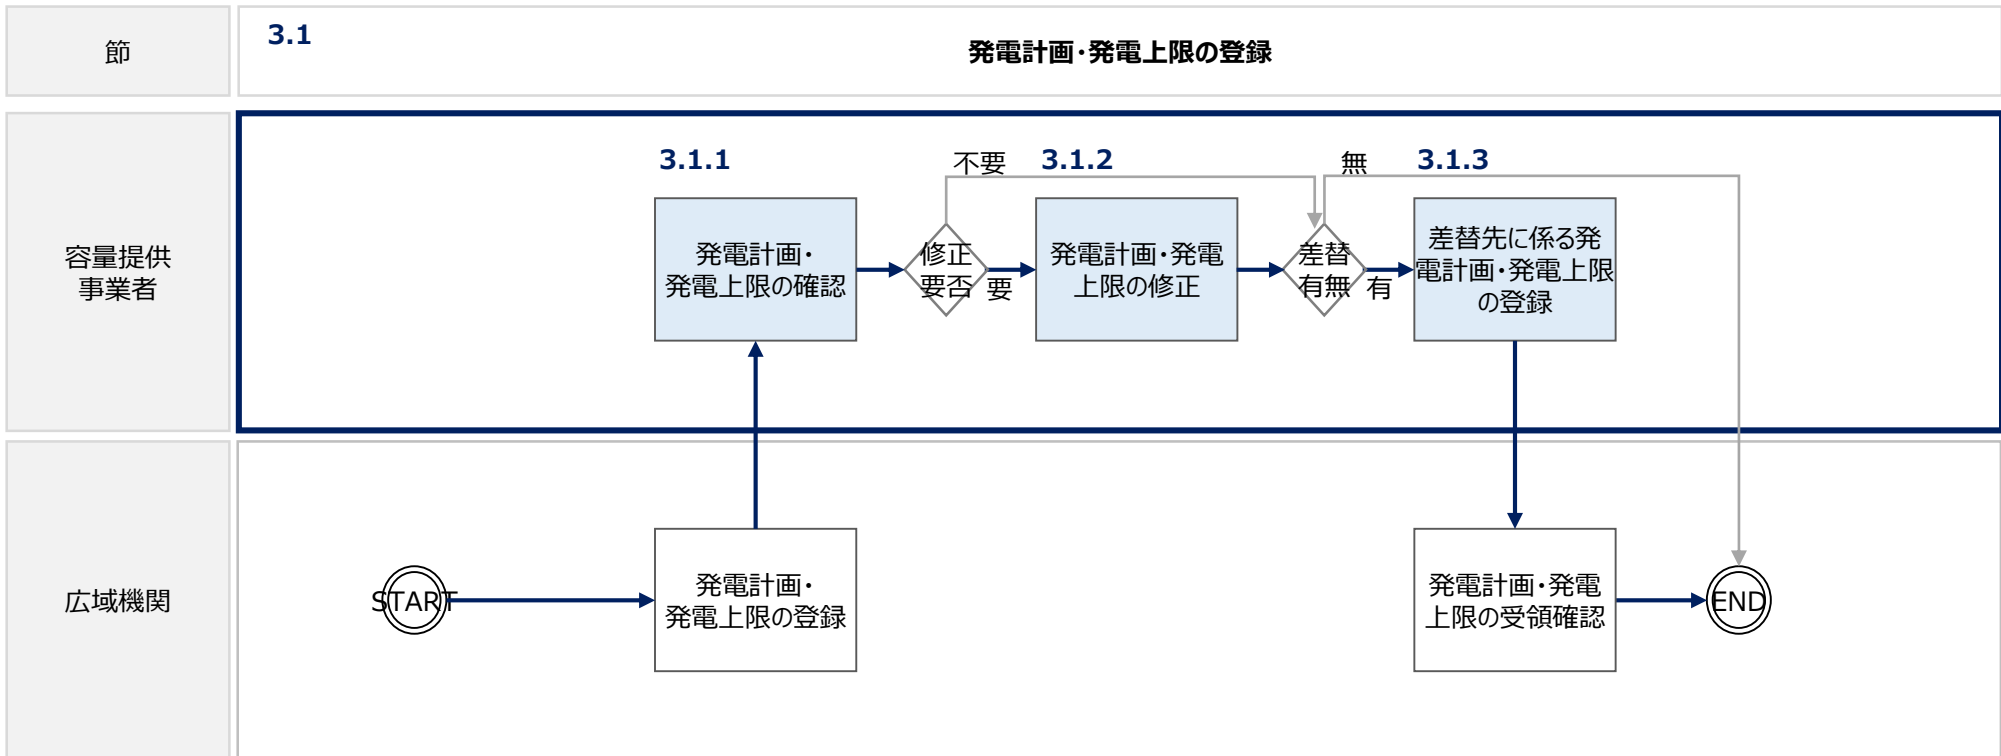 節
3.1
発電計画・発電上限の登録
容量提供
事業者
3.1.1
発電計画・
発電上限の確認
不要
修正
要否
要
3.1.2
発電計画・発電
上限の修正
無
差替
有無
有
3.1.3
差替先に係る発
電計画・発電上限
の登録
広域機関
START
発電計画・
発電上限の登録
発電計画・発電
上限の受領確認
END